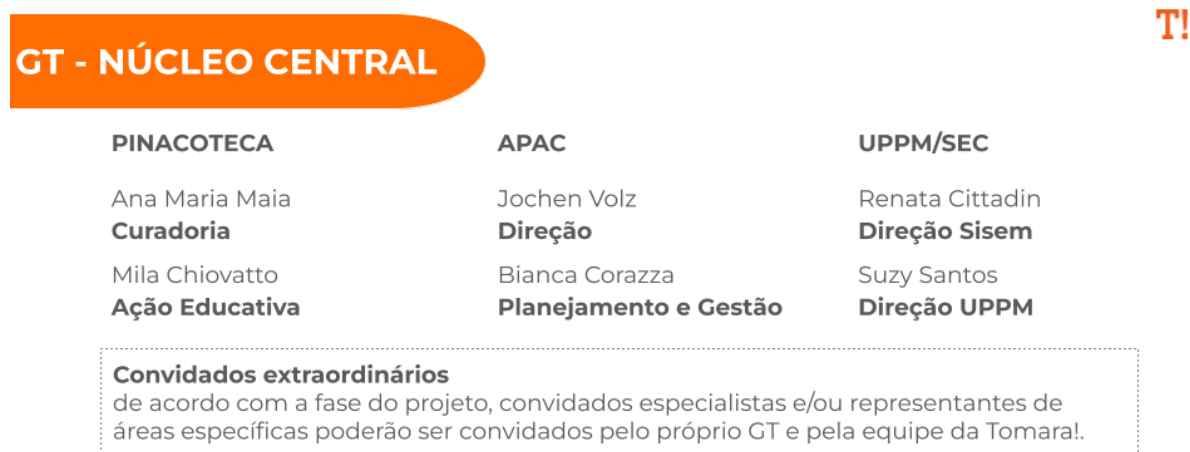 T!
GT - NÚCLEO CENTRAL
PINACOTECA
Ana Maria Maia
Curadoria
Mila Chiovatto
Ação Educativa
APAC
Jochen Volz
Direção
Bianca Corazza
Planejamento e Gestão
UPPM/SEC
Renata Cittadin
Direção Sisem
Suzy Santos
Direção UPPM
Convidados extraordinários
de acordo com a fase do projeto, convidados especialistas e/ou representantes de
áreas específicas poderão ser convidados pelo próprio GT e pela equipe da Tomara!.